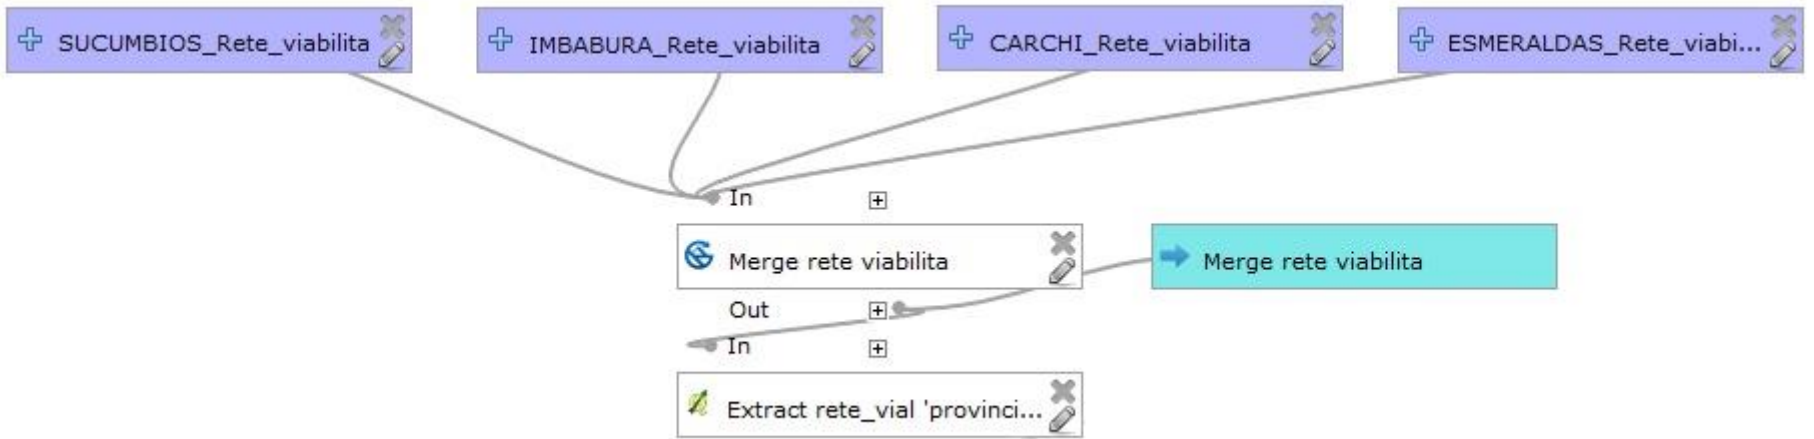 SUCUMBIOS_Rete_viabilita
IMBABURA_Rete_viabilita
CARCHI_Rete_viabilita
ESMERALDAS_Rete_viabi...
In
Merge rete viabilita
Merge rete viabilita
Out
In
Extract rete_vial 'provinci...